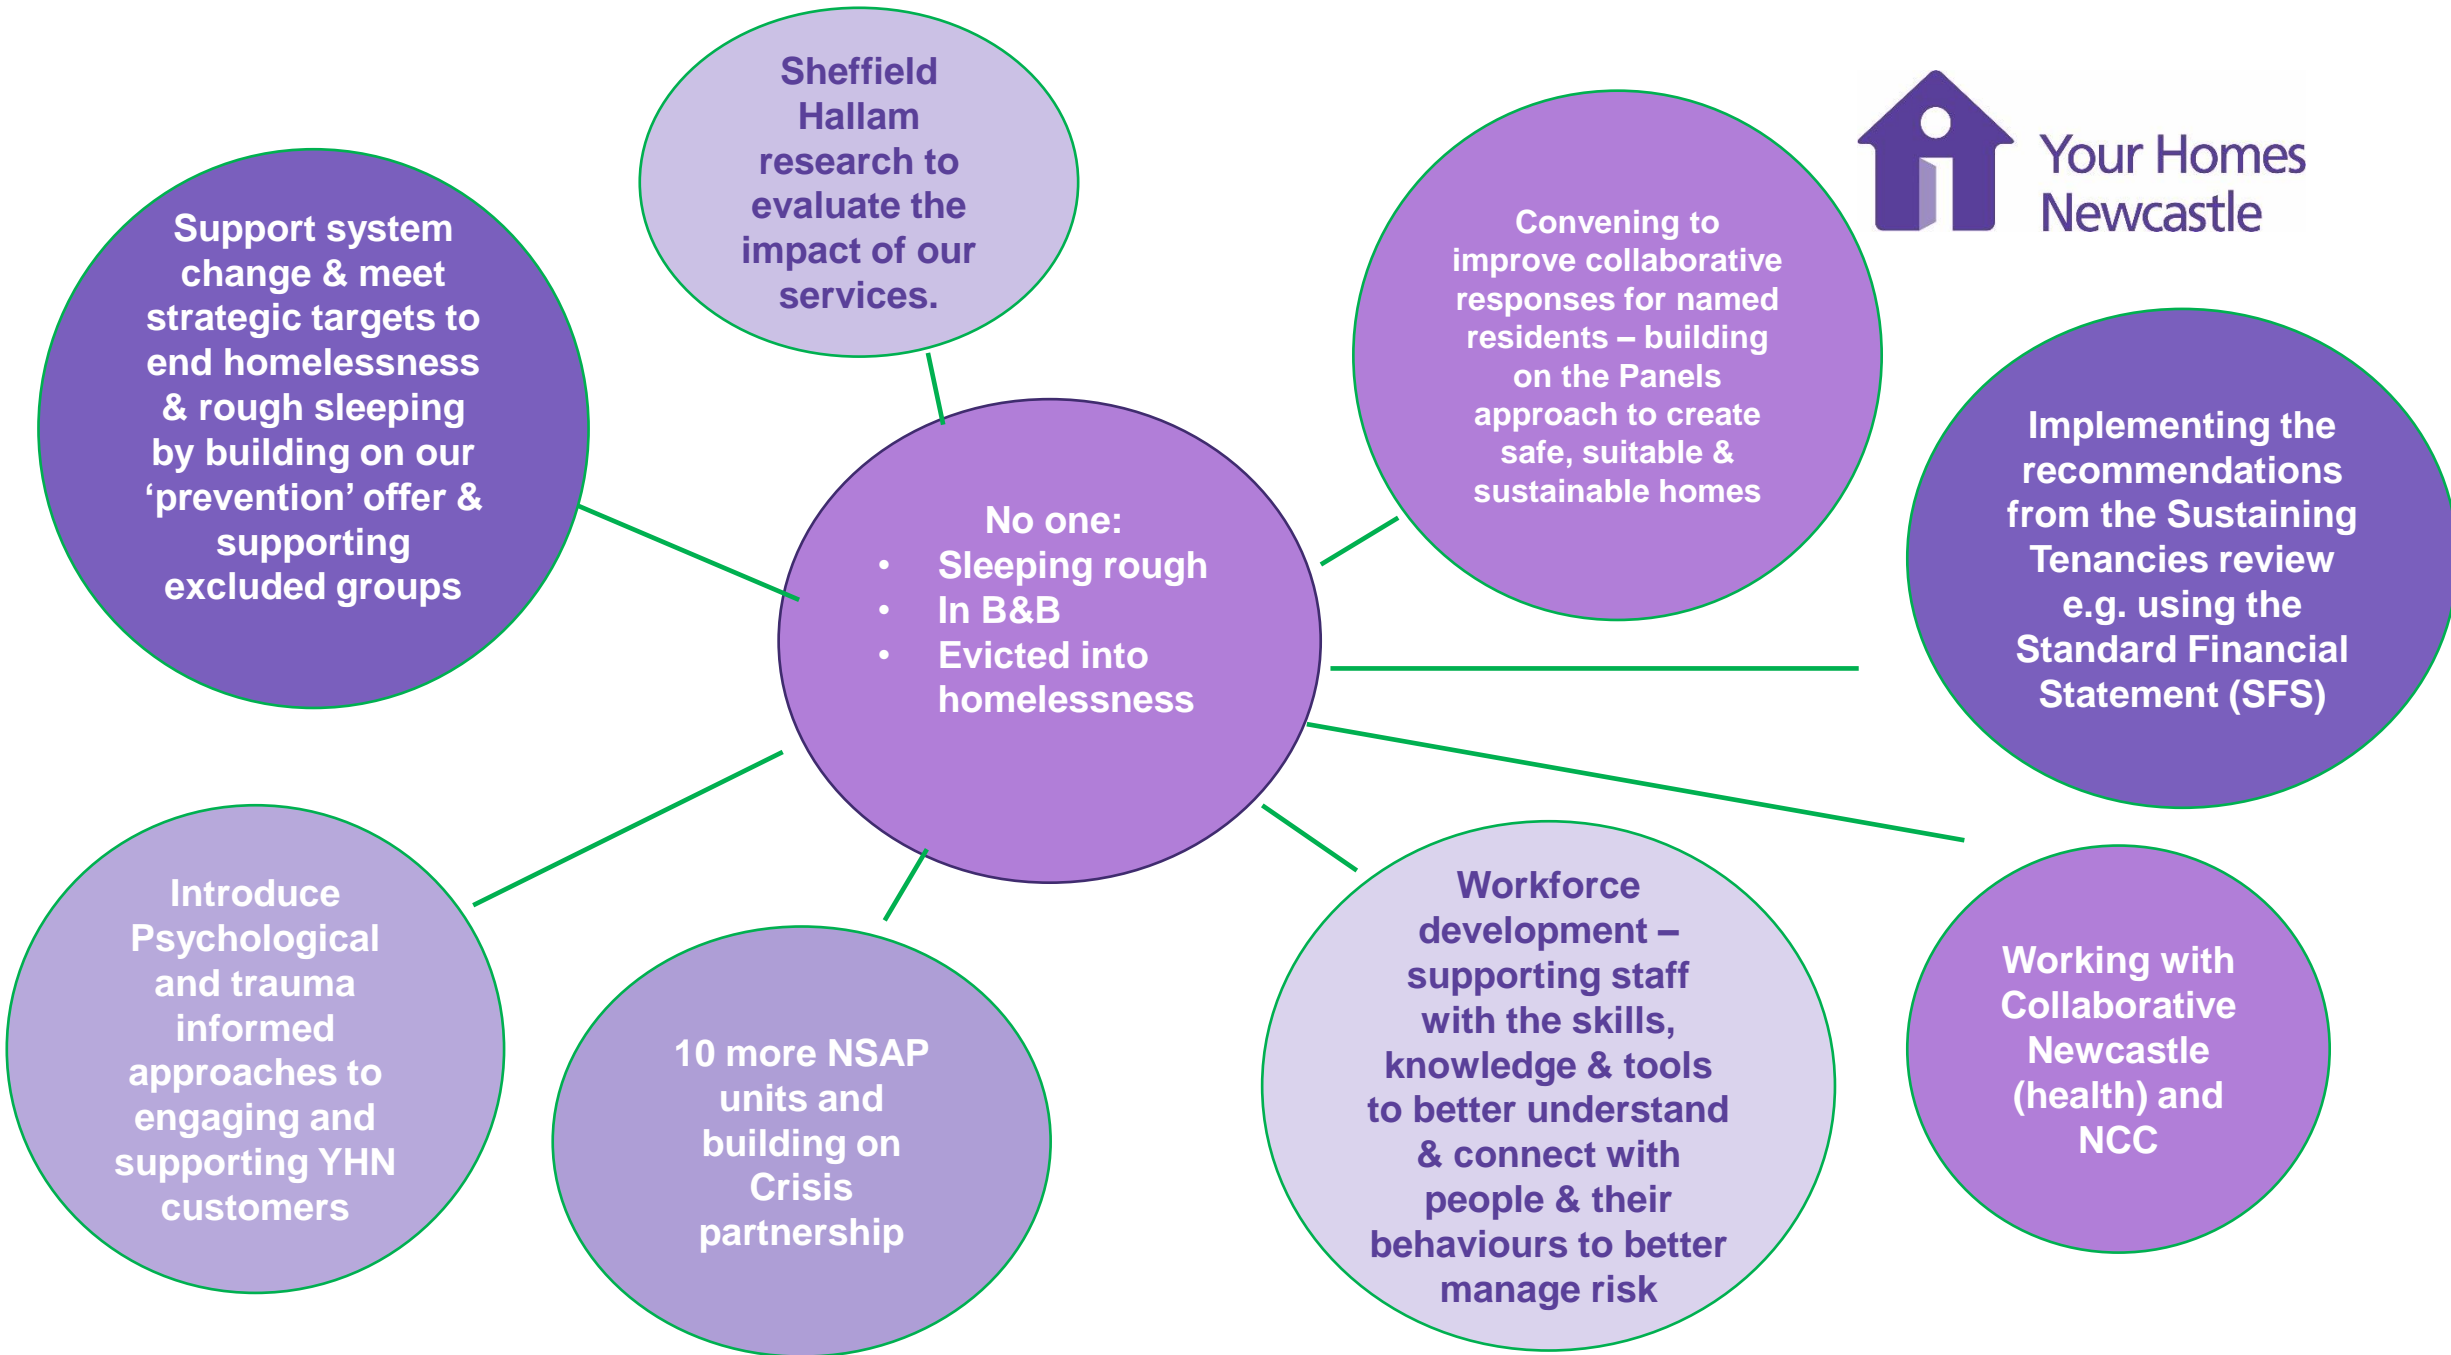 Sheffield
Hallam
research to
evaluate the
impact of our
services.
Your Homes
Newcastle
Support system
change & meet
strategic targets to
end homelessness
& rough sleeping
by building on our
‘prevention’ offer &
supporting
excluded groups
Convening to
improve collaborative
responses for named
residents – building
on the Panels
approach to create
safe, suitable &
sustainable homes
Implementing the
recommendations
from the Sustaining
Tenancies review
e.g. using the
Standard Financial
Statement (SFS)
No one:
• Sleeping rough
• In B&B
• Evicted into
homelessness
Introduce
Psychological
and trauma
informed
approaches to
engaging and
supporting YHN
customers
10 more NSAP
units and
building on
Crisis
partnership
Workforce
development –
supporting staff
with the skills,
knowledge & tools
to better understand
& connect with
people & their
behaviours to better
manage risk
Working with
Collaborative
Newcastle
(health) and
NCC